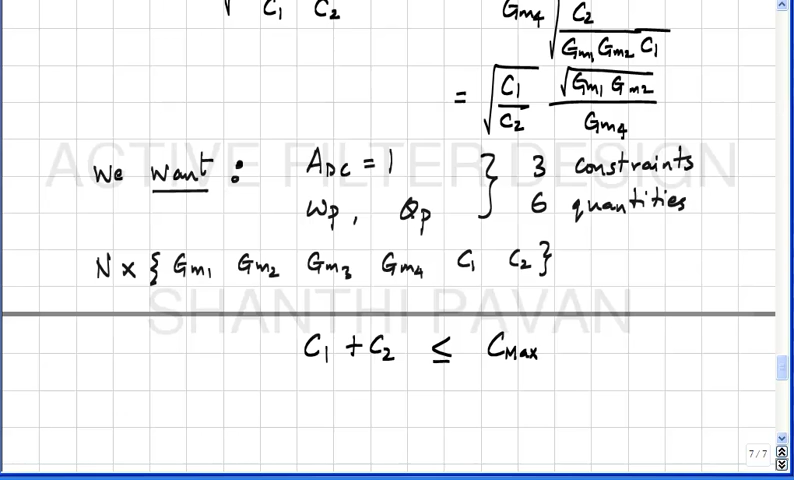 √ C1 C2 Gm4 √ C2 / Gm1 Gm2 C1
= √ C1 / C2 √ Gm1 Gm2 / Gm4
We want : ADC = 1 } 3 constraints
ωp , Qp 6 quantities
N x { Gm1 Gm2 Gm3 Gm4 C1 C2 }
C1 + C2 ≤ CMax
ACTIVE FILTER DESIGN
SHANTHI PAVAN
7 / 7